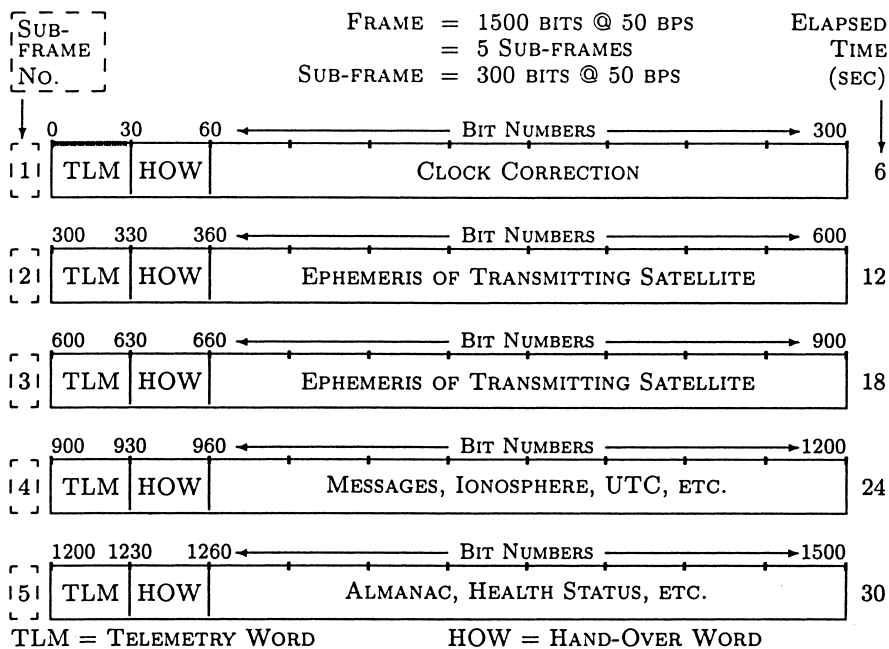 SUB-FRAME NO.
FRAME = 1500 BITS @ 50 BPS
= 5 SUB-FRAMES
SUB-FRAME = 300 BITS @ 50 BPS
ELAPSED TIME (SEC)
0 30 60 BIT NUMBERS 300
1 TLM HOW CLOCK CORRECTION 6
300 330 360 BIT NUMBERS 600
2 TLM HOW EPHEMERIS OF TRANSMITTING SATELLITE 12
600 630 660 BIT NUMBERS 900
3 TLM HOW EPHEMERIS OF TRANSMITTING SATELLITE 18
900 930 960 BIT NUMBERS 1200
4 TLM HOW MESSAGES, IONOSPHERE, UTC, ETC. 24
1200 1230 1260 BIT NUMBERS 1500
5 TLM HOW ALMANAC, HEALTH STATUS, ETC. 30
TLM = TELEMETRY WORD HOW = HAND-OVER WORD